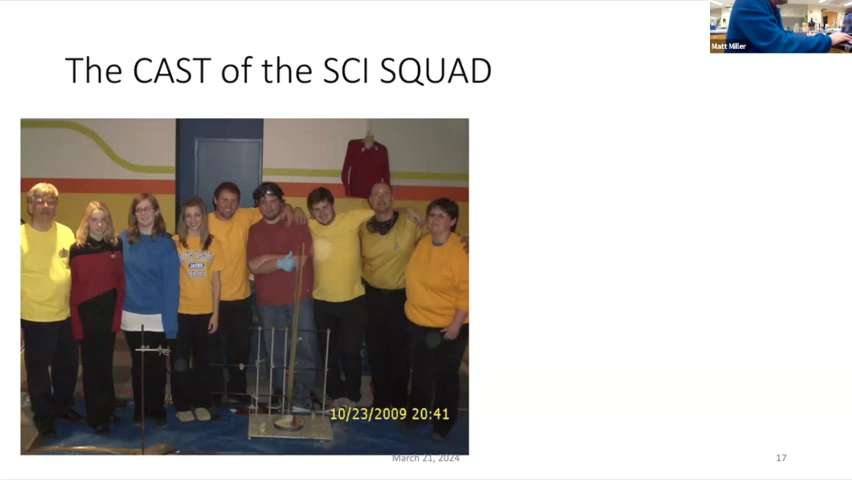 The CAST of the SCI SQUAD
Matt Miller
10/23/2009 20:41
March 21, 2024
17